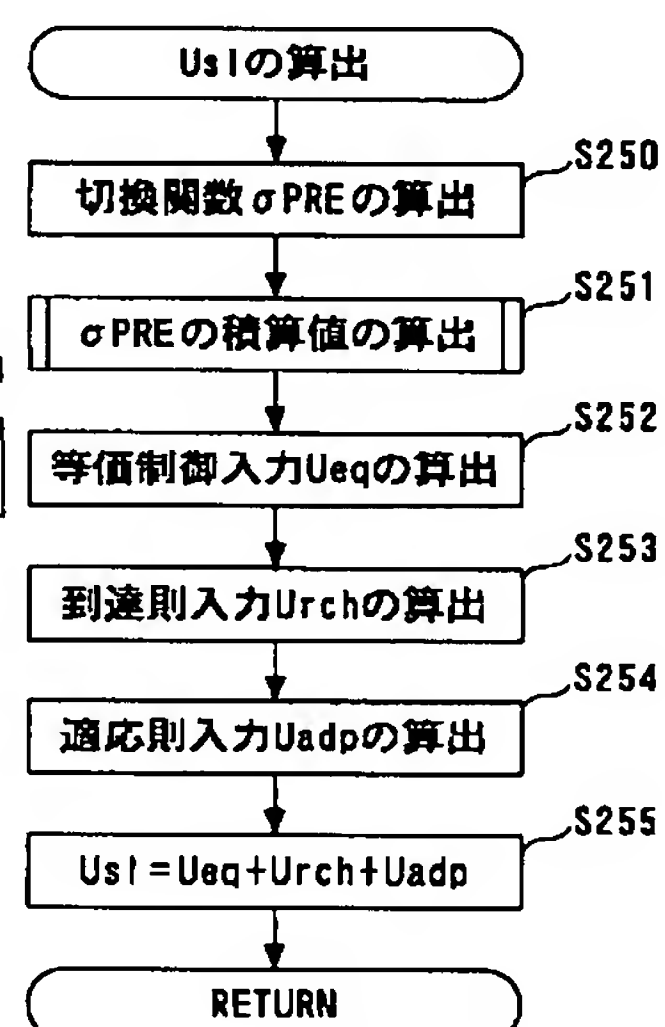 Uslの算出
S250
切換関数σPREの算出
S251
σPREの積算値の算出
S252
等価制御入力Ueqの算出
S253
到達則入力Urchの算出
S254
適応則入力Uadpの算出
S255
Usl=Ueq+Urch+Uadp
RETURN